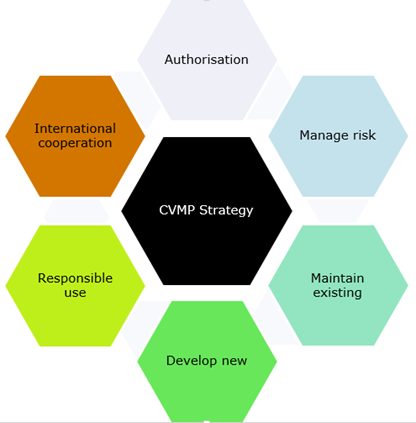 Authorisation
International
cooperation
Manage risk
CVMP Strategy
Responsible
use
Maintain
existing
Develop new